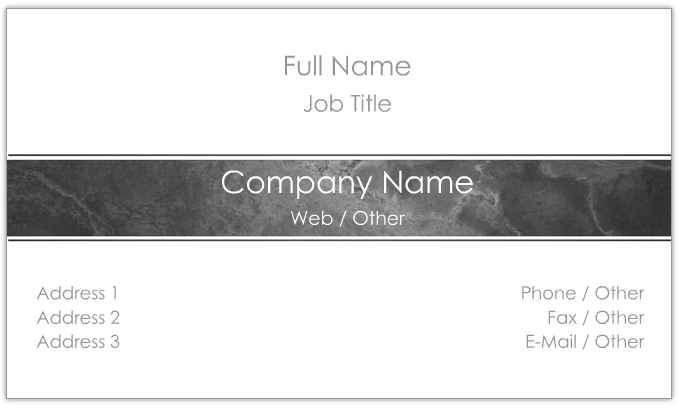 Full Name
Job Title
Company Name
Web / Other
Address 1
Address 2
Address 3
Phone / Other
Fax / Other
E-Mail / Other